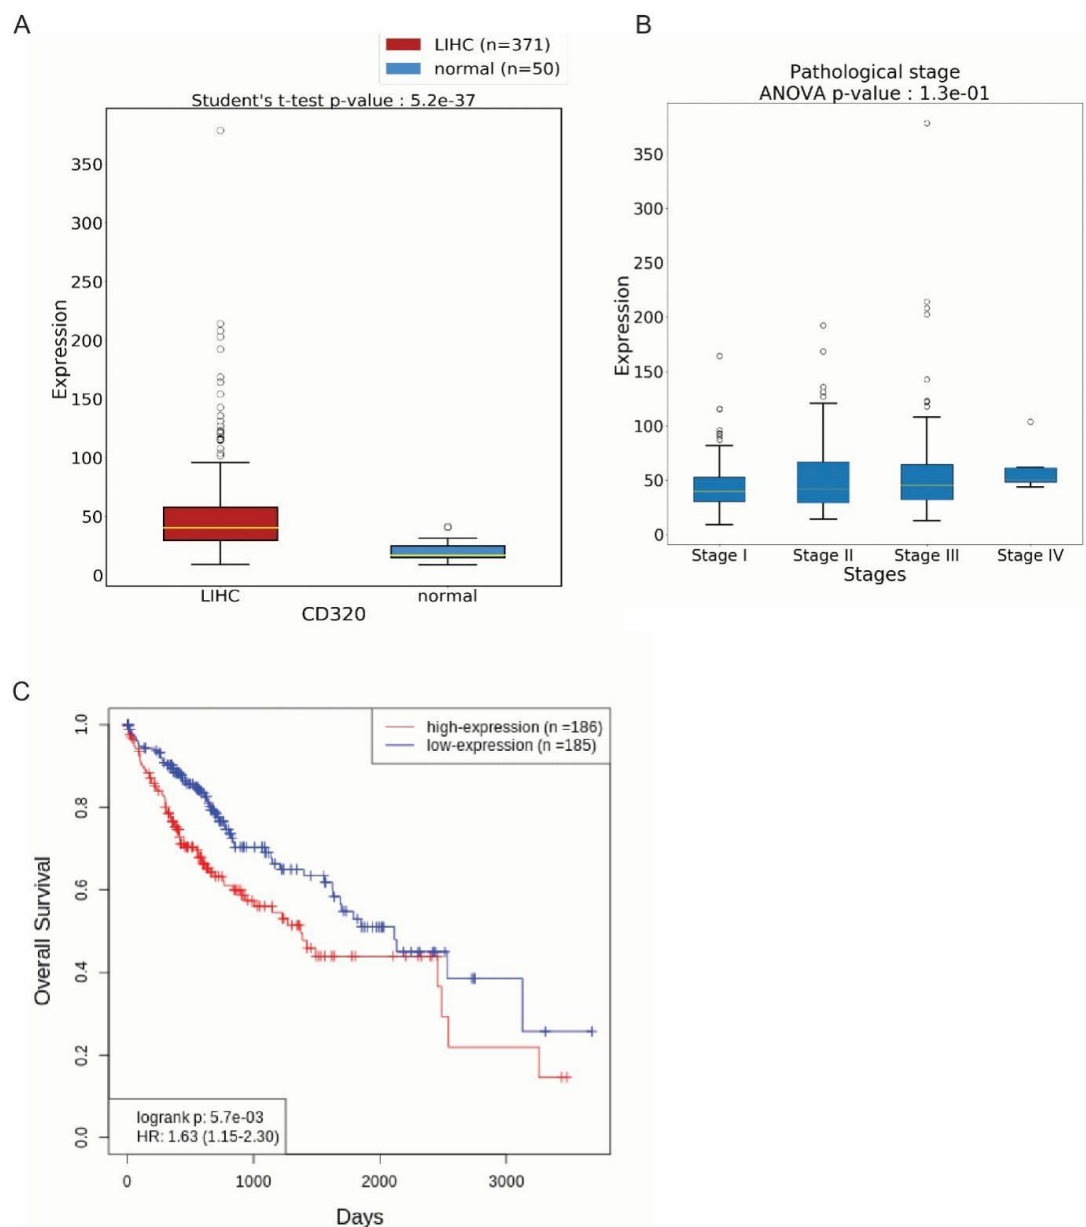 A
LIHC (n=371)
normal (n=50)
Student's t-test p-value : 5.2e-37
350
300
250
200
150
100
50
0
Expression
LIHC
normal
CD320
B
Pathological stage
ANOVA p-value : 1.3e-01
350
300
250
200
150
100
50
0
Expression
Stage I
Stage II
Stage III
Stage IV
Stages
C
high-expression (n =186)
low-expression (n =185)
1.0
0.8
0.6
0.4
0.2
0.0
Overall Survival
logrank p: 5.7e-03
HR: 1.63 (1.15-2.30)
0
1000
2000
3000
Days